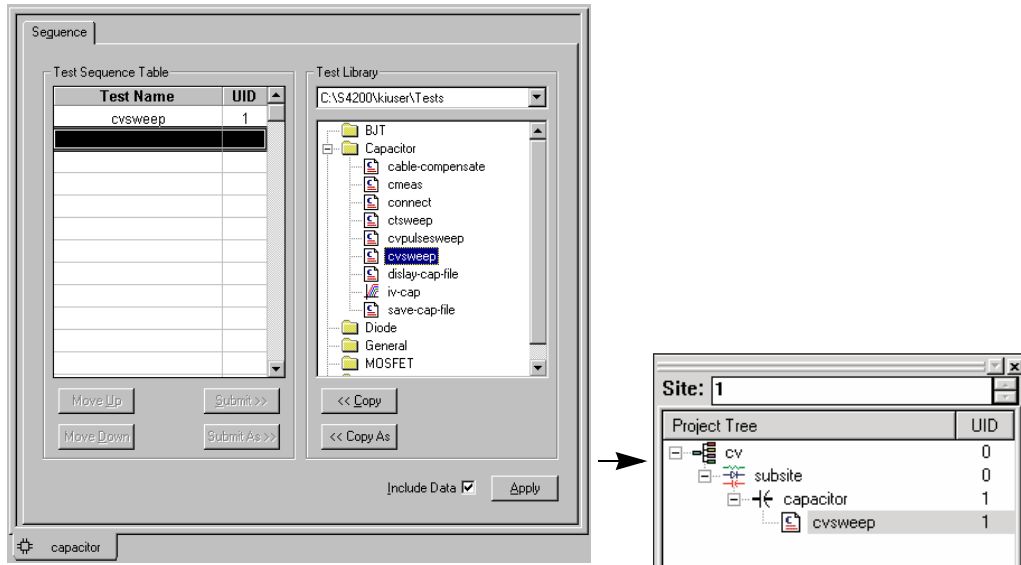 Sequence
Test Sequence Table
Test Name UID
cvsweep 1
Move Up
Submit >>
Move Down
Submit As >>
Test Library
C:\S4200\kiuser\Tests
BJT
Capacitor
cable-compensate
cmeas
connect
ctsweep
cvpulsesweep
cvsweep
dislay-cap-file
iv-cap
save-cap-file
Diode
General
MOSFET
<< Copy
<< Copy As
Include Data
Apply
capacitor
Site: 1
Project Tree UID
cv 0
subsite 0
capacitor 1
cvsweep 1